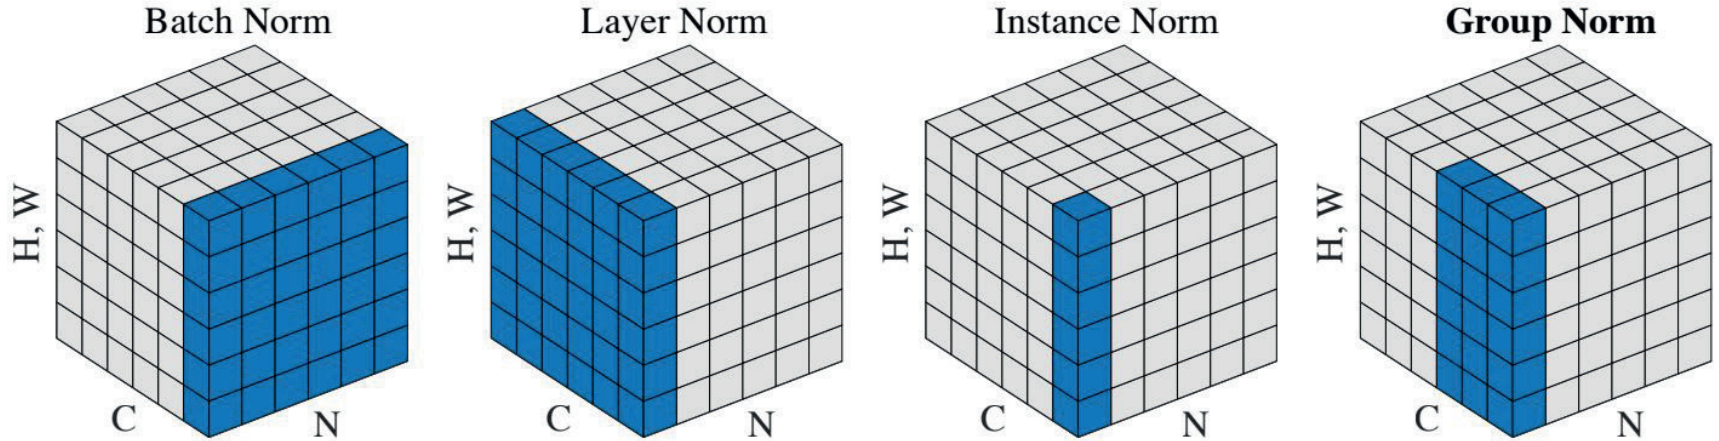 Batch Norm
Layer Norm
Instance Norm
Group Norm
H, W
C
N
H, W
C
N
H, W
C
N
H, W
C
N